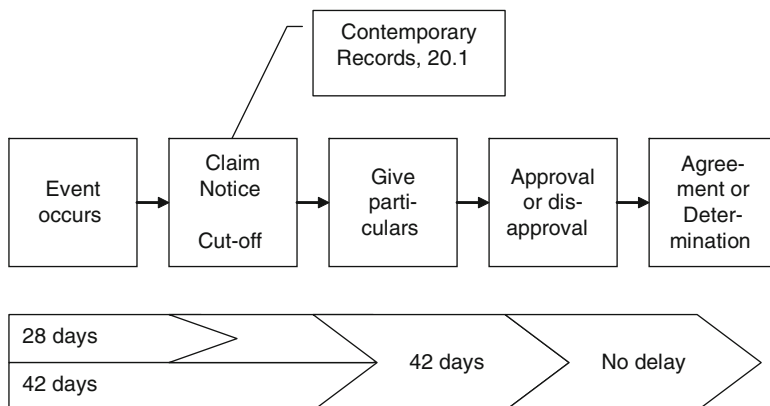 Contemporary
Records, 20.1
Event
occurs
Claim
Notice
Cut-off
Give
parti-
culars
Approval
or dis-
approval
Agree-
ment or
Deter-
mination
28 days
42 days
42 days
No delay